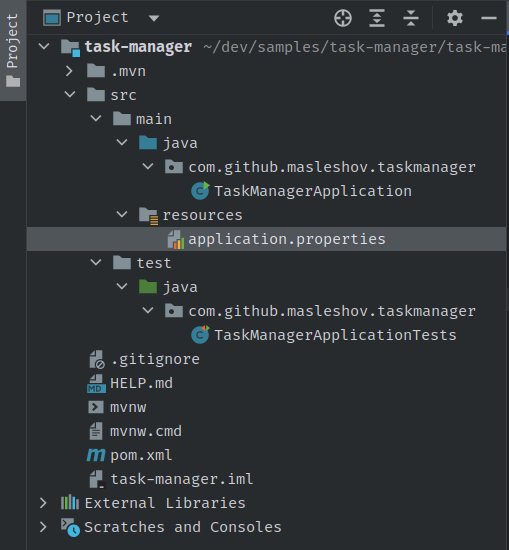 Project
Project
task-manager ~/dev/samples/task-manager/task-ma
.mvn
src
main
java
com.github.masleshov.taskmanager
TaskManagerApplication
resources
application.properties
test
java
com.github.masleshov.taskmanager
TaskManagerApplicationTests
.gitignore
HELP.md
mvnw
mvnw.cmd
pom.xml
task-manager.iml
External Libraries
Scratches and Consoles